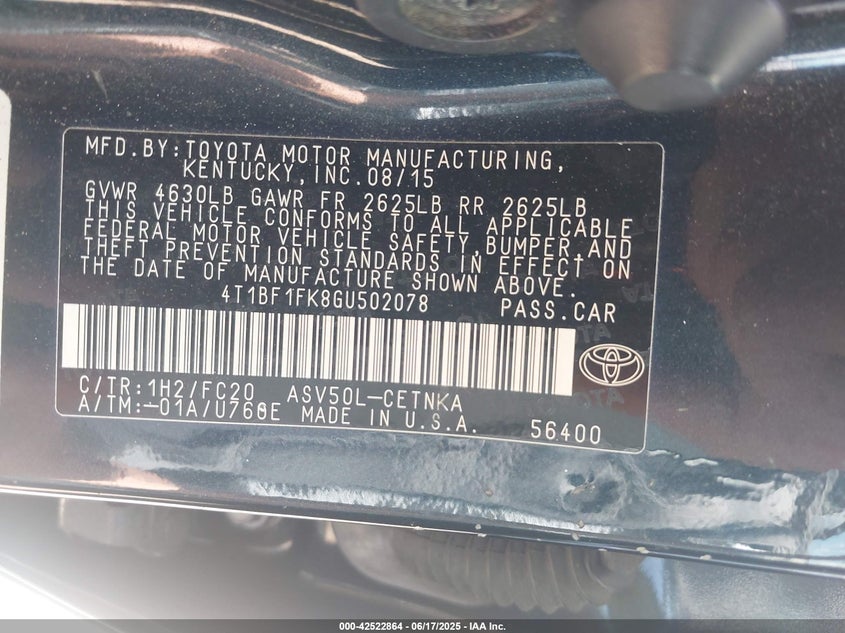 MFD.BY:TOYOTA MOTOR MANUFACTURING,
KENTUCKY,INC.08/15
GVWR 4630LB GAWR FR 2625LB RR 2625LB
THIS VEHICLE CONFORMS TO ALL APPLICABLE
FEDERAL MOTOR VEHICLE SAFETY,BUMPER,AND
THEFT PREVENTION STANDARDS IN EFFECT ON
THE DATE OF MANUFACTURE SHOWN ABOVE.
4T1BF1FK8GU502078 PASS.CAR
C/TR:1H2/FC20 ASV50L-CETNKA
A/TM:-01A/U760E MADE IN U.S.A. 56400
000-42522864 - 06/17/2025 - IAA Inc.